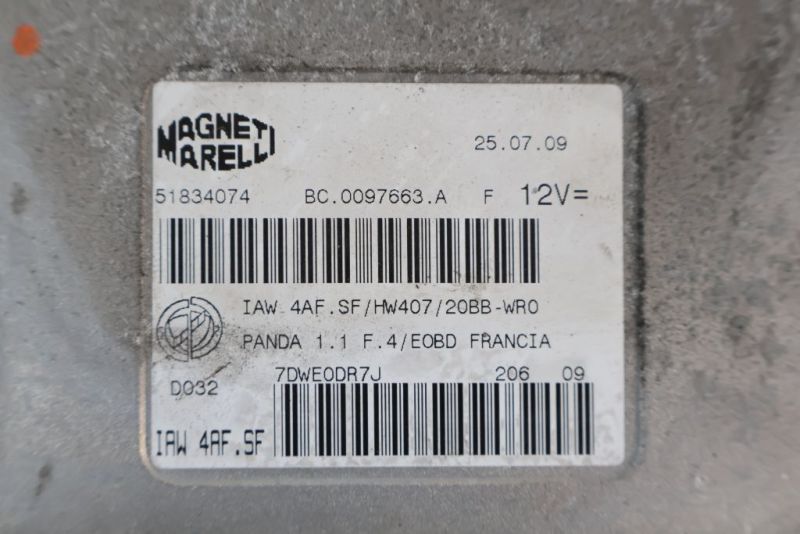 MAGNETI MARELLI
25.07.09
51834074 BC.0097663.A F 12V=
IAW 4AF.SF/HW407/20BB-WR0
PANDA 1.1 F.4/EOBD FRANCIA
D032 7DWE0DR7J 206 09
IAW 4AF.SF